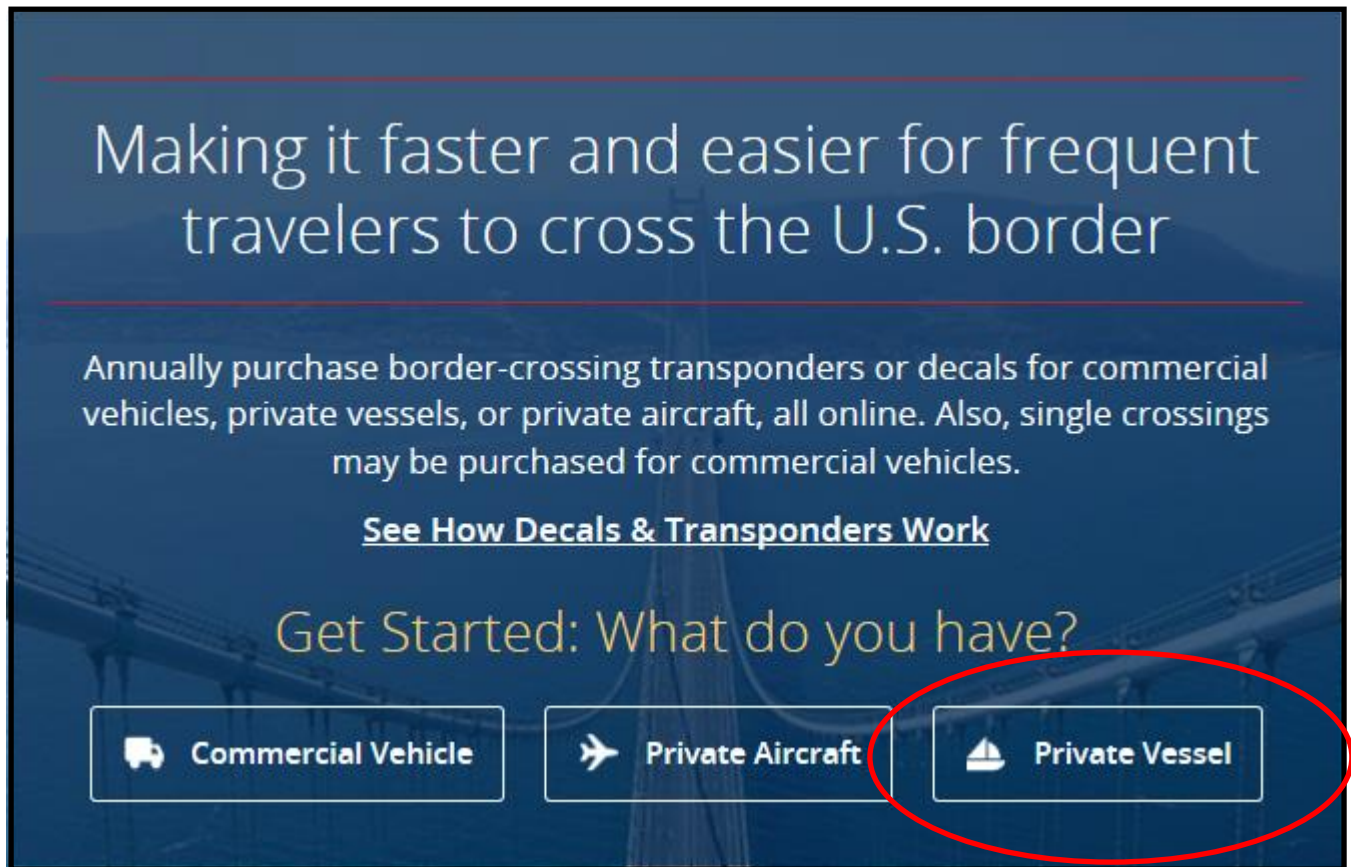 Making it faster and easier for frequent
travelers to cross the U.S. border
Annually purchase border-crossing transponders or decals for commercial
vehicles, private vessels, or private aircraft, all online. Also, single crossings
may be purchased for commercial vehicles.
See How Decals & Transponders Work
Get Started: What do you have?
Commercial Vehicle
Private Aircraft
Private Vessel